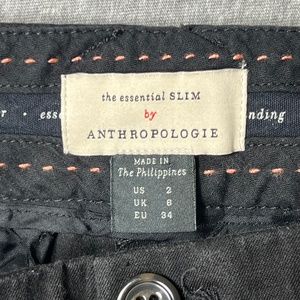 the essential SLIM
by
ANTHROPOLOGIE
MADE IN
The Philippines
US 2
UK 6
EU 34